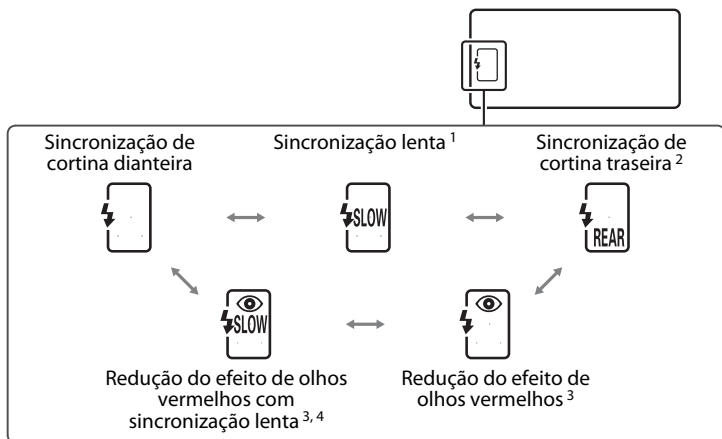 Sincronização de
cortina dianteira
Sincronização lenta 1
Sincronização de
cortina traseira 2
SLOW
REAR
SLOW
Redução do efeito de olhos
vermelhos com
sincronização lenta 3, 4
Redução do efeito de
olhos vermelhos 3